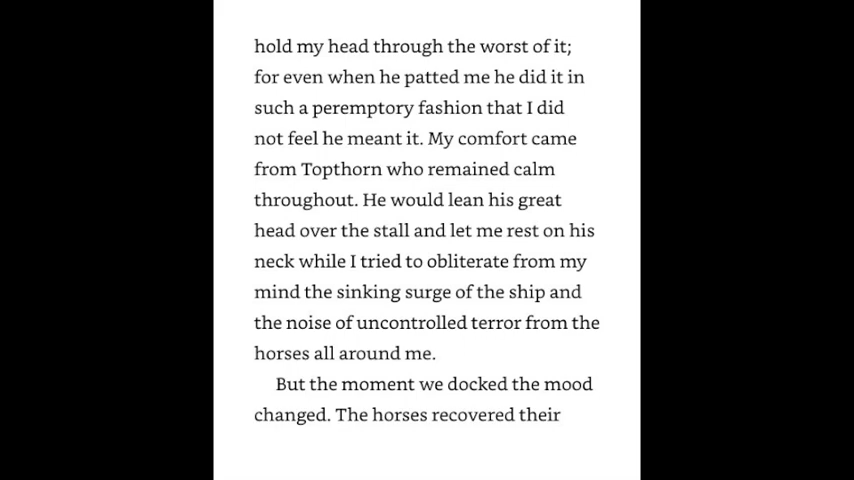 hold my head through the worst of it;
for even when he patted me he did it in
such a peremptory fashion that I did
not feel he meant it. My comfort came
from Topthorn who remained calm
throughout. He would lean his great
head over the stall and let me rest on his
neck while I tried to obliterate from my
mind the sinking surge of the ship and
the noise of uncontrolled terror from the
horses all around me.
But the moment we docked the mood
changed. The horses recovered their